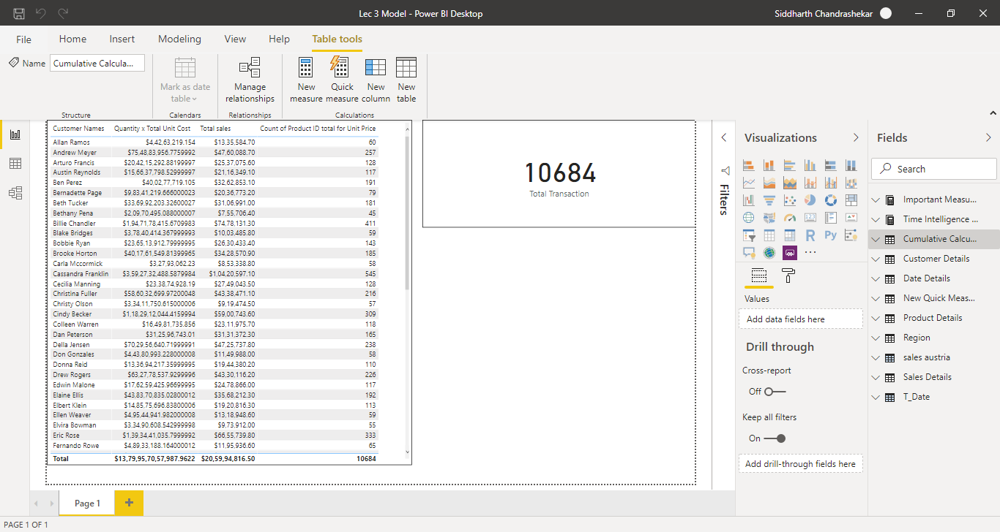 Lec 3 Model - Power BI Desktop
Siddharth Chandrashekar
File Home Insert Modeling View Help Table tools
Name Cumulative Calcula...
Mark as date table
Manage relationships
New measure
Quick measure
New column
New table
Structure
Calendars
Relationships
Calculations
Customer Names Quantity x Total Unit Cost Total sales Count of Product ID total for Unit Price
Allan Ramos $4,42,63,219.154 $13,35,584.70 60
Andrew Meyer $75,48,83,956.7759992 $47,60,088.70 257
Arturo Francis $20,42,15,292.88199997 $25,37,075.60 128
Austin Reynolds $15,66,37,798.52999997 $21,16,349.10 117
Ben Perez $40,02,77,719.105 $32,62,853.10 191
Bernadette Page $9,83,41,219.666000023 $20,36,773.20 79
Beth Tucker $33,69,92,203.32600027 $31,06,991.00 181
Bethany Pena $2,09,70,495.088000007 $7,55,706.40 45
Billie Chandler $1,94,71,78,415.6709983 $74,78,131.30 411
Blake Bridges $3,78,40,414.367999993 $10,03,485.80 59
Bobbie Ryan $23,65,13,912.79999995 $26,30,433.40 143
Brooke Horton $40,17,61,549.81399965 $34,28,570.90 185
Carla Mccormick $3,27,93,062.23 $8,53,338.80 58
Cassandra Franklin $3,59,27,32,488.5879984 $1,04,20,597.10 545
Cecilia Manning $23,38,74,928.19 $27,49,043.50 128
Christina Fuller $58,60,32,699.97200048 $43,38,471.10 216
Christy Olson $3,34,11,750.615000006 $9,19,474.50 57
Cindy Becker $1,18,29,12,044.4159994 $59,00,743.60 309
Colleen Warren $16,49,81,735.856 $23,11,975.70 118
Dan Peterson $31,25,96,743.01 $31,31,372.30 165
Della Jensen $70,29,56,640.71999991 $47,25,737.80 238
Don Gonzales $4,43,80,993.228000008 $11,49,988.00 58
Donna Reid $13,36,94,217.35999995 $19,44,380.20 110
Drew Rogers $63,27,78,537.9299996 $43,30,116.20 226
Edwin Malone $17,62,59,425.96699995 $24,78,866.00 117
Elaine Ellis $43,83,70,835.02800012 $35,68,212.30 192
Elbert Klein $14,85,75,696.83800006 $19,20,816.30 113
Ellen Weaver $4,95,44,941.982000008 $13,18,948.60 59
Elvira Bowman $3,34,90,608.542999998 $9,73,912.00 55
Eric Rose $1,39,34,41,035.7999992 $66,55,739.80 333
Fernando Rowe $4,89,33,188.164000012 $11,95,936.60 65
Total $13,79,95,70,57,987.9622 $20,59,94,816.50 10684
10684
Total Transaction
Filters
Visualizations
R Py
123
Values
Add data fields here
Drill through
Cross-report
Off
Keep all filters
On
Add drill-through fields here
Fields
Search
Important Measu...
Time Intelligence ...
Cumulative Calcu...
Customer Details
Date Details
New Quick Meas...
Product Details
Region
sales austria
Sales Details
T_Date
Page 1
PAGE 1 OF 1